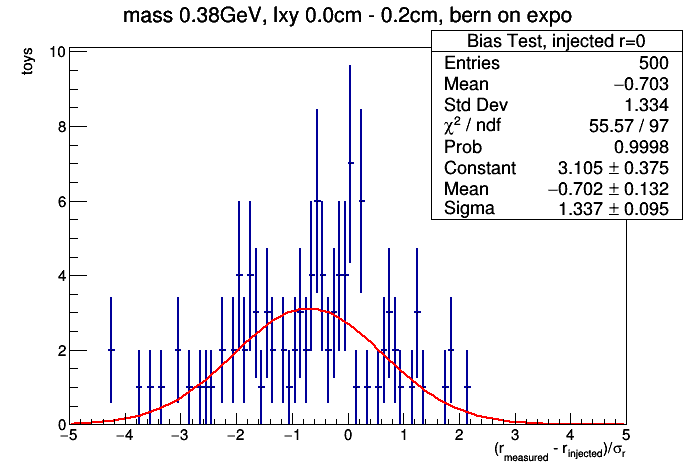 mass 0.38GeV, lxy 0.0cm - 0.2cm, bern on expo
Bias Test, injected r=0
Entries 500
Mean −0.703
Std Dev 1.334
χ² / ndf 55.57 / 97
Prob 0.9998
Constant 3.105 ± 0.375
Mean −0.702 ± 0.132
Sigma 1.337 ± 0.095
toys
10
8
6
4
2
0
−5 −4 −3 −2 −1 0 1 2 3 4 5
(r_measured - r_injected)/σ_r